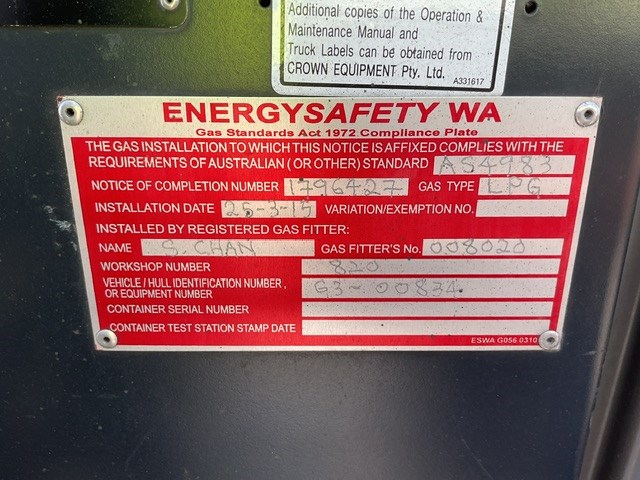 Additional copies of the Operation &
Maintenance Manual and
Truck Labels can be obtained from
CROWN EQUIPMENT Pty. Ltd. A331617
ENERGYSAFETY WA
Gas Standards Act 1972 Compliance Plate
THE GAS INSTALLATION TO WHICH THIS NOTICE IS AFFIXED COMPLIES WITH THE
REQUIREMENTS OF AUSTRALIAN ( OR OTHER ) STANDARD AS4983
NOTICE OF COMPLETION NUMBER 1796427 GAS TYPE LPG
INSTALLATION DATE 25-3-15 VARIATION/EXEMPTION NO.
INSTALLED BY REGISTERED GAS FITTER:
NAME S. CHAN GAS FITTER'S No. 008020
WORKSHOP NUMBER 820
VEHICLE / HULL IDENTIFICATION NUMBER, G3-00834
OR EQUIPMENT NUMBER
CONTAINER SERIAL NUMBER
CONTAINER TEST STATION STAMP DATE
ESWA G056 0310